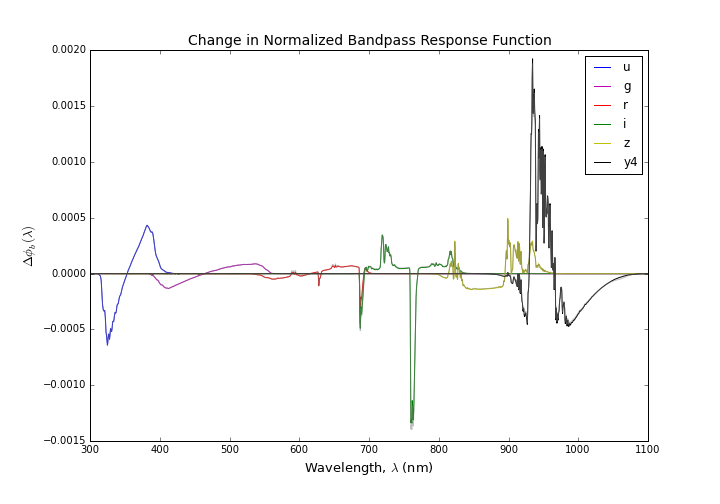 Change in Normalized Bandpass Response Function
0.0020
0.0015
0.0010
0.0005
0.0000
−0.0005
−0.0010
−0.0015
Δϕ_b(λ)
u
g
r
i
z
y4
300 400 500 600 700 800 900 1000 1100
Wavelength, λ (nm)